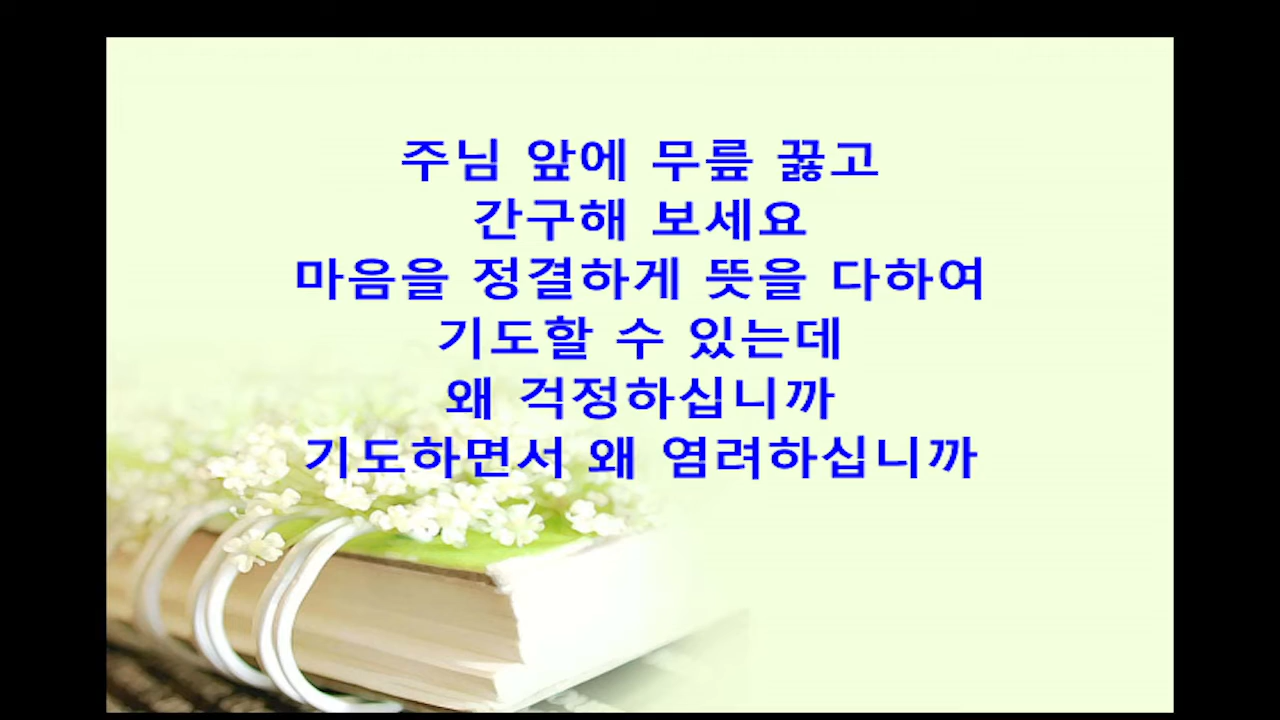 주님 앞에 무릎 꿇고
간구해 보세요
마음을 정결하게 뜻을 다하여
기도할 수 있는데
왜 걱정하십니까
기도하면서 왜 염려하십니까